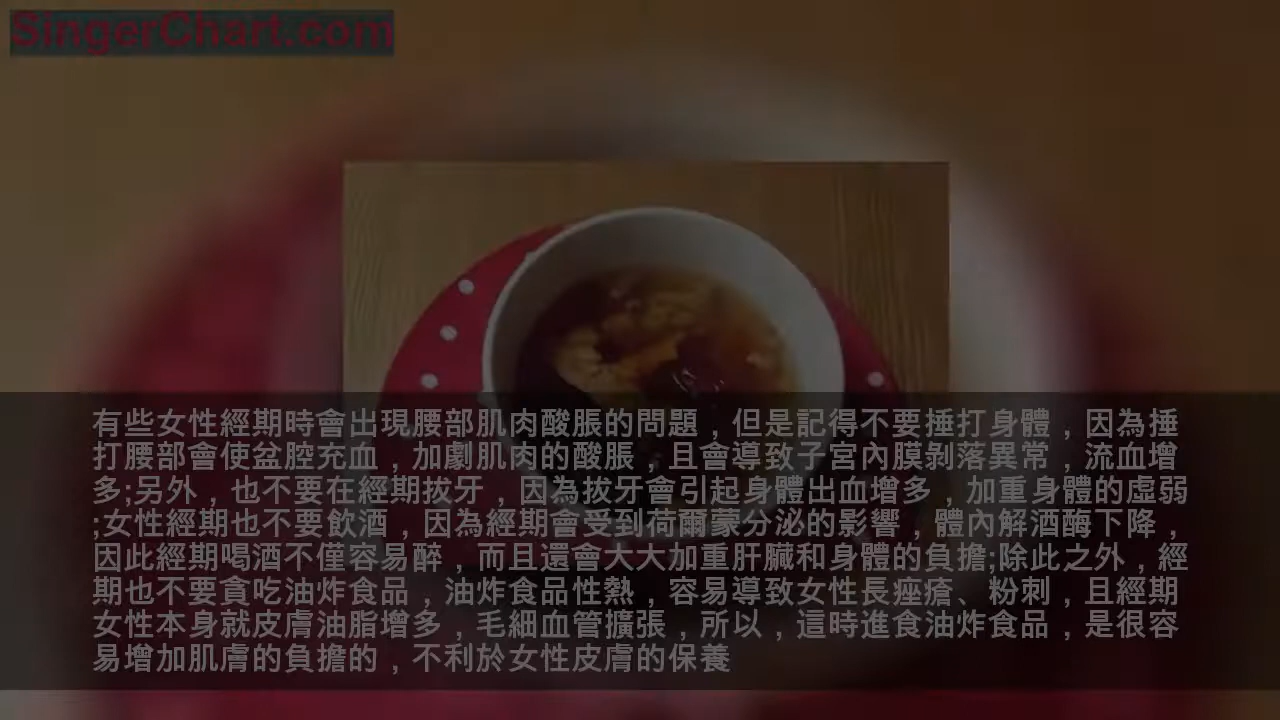 SingerChart.com
有些女性經期時會出現腰部肌肉酸脹的問題，但是記得不要捶打身體，因為捶
打腰部會使盆腔充血，加劇肌肉的酸脹，且會導致子宮內膜剝落異常，流血增
多;另外，也不要在經期拔牙，因為拔牙會引起身體出血增多，加重身體的虛弱
;女性經期也不要飲酒，因為經期會受到荷爾蒙分泌的影響，體內解酒酶下降，
因此經期喝酒不僅容易醉，而且還會大大加重肝臟和身體的負擔;除此之外，經
期也不要貪吃油炸食品，油炸食品性熱，容易導致女性長痤瘡、粉刺，且經期
女性本身就皮膚油脂增多，毛細血管擴張，所以，這時進食油炸食品，是很容
易增加肌膚的負擔的，不利於女性皮膚的保養